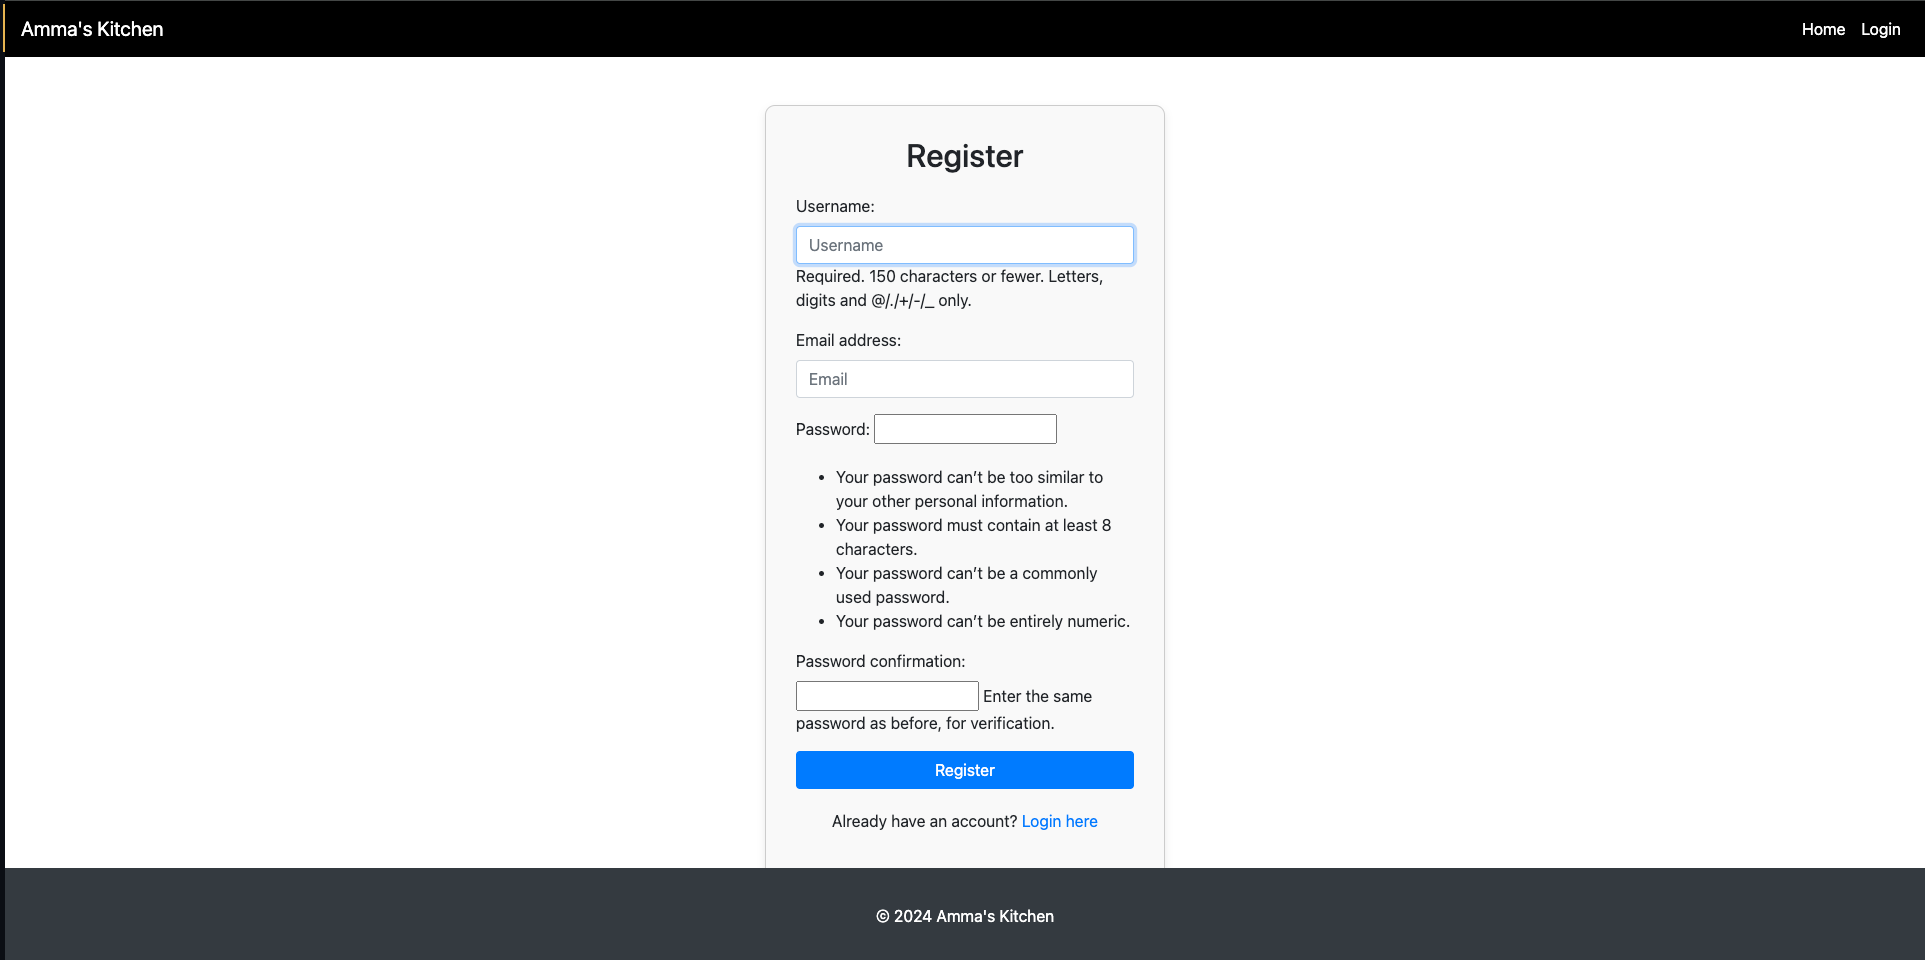 Amma's Kitchen
Home Login
Register
Username:
Username
Required. 150 characters or fewer. Letters,
digits and @/./+/-/_ only.
Email address:
Email
Password:
• Your password can’t be too similar to
your other personal information.
• Your password must contain at least 8
characters.
• Your password can’t be a commonly
used password.
• Your password can’t be entirely numeric.
Password confirmation:
Enter the same
password as before, for verification.
Register
Already have an account? Login here
© 2024 Amma's Kitchen